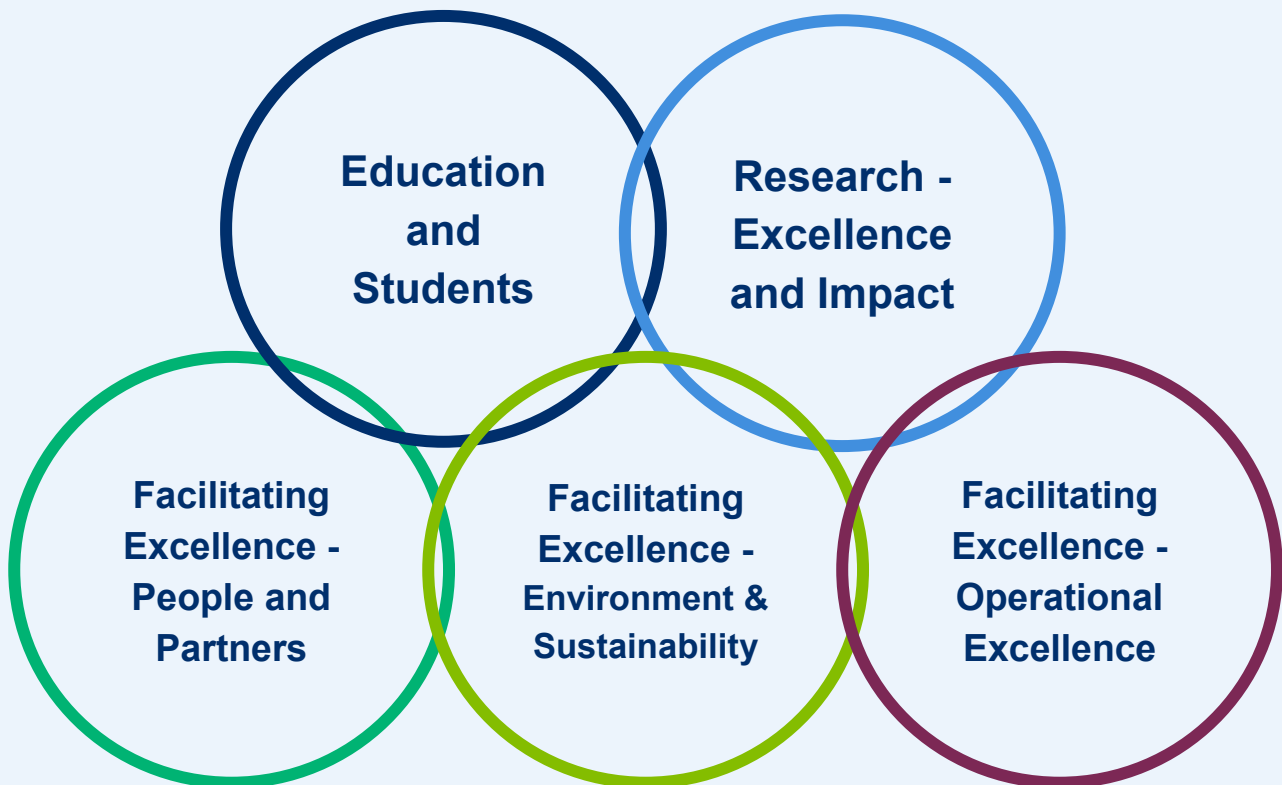 Education
and
Students
Research -
Excellence
and Impact
Facilitating
Excellence -
People and
Partners
Facilitating
Excellence -
Environment &
Sustainability
Facilitating
Excellence -
Operational
Excellence